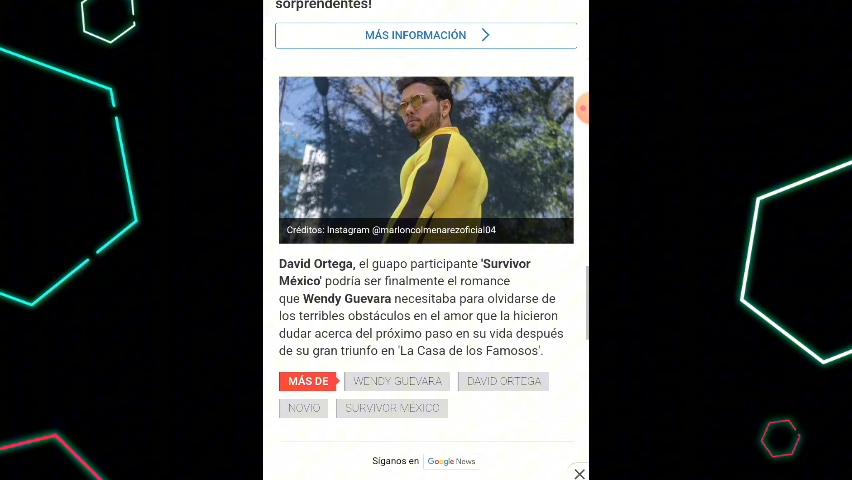 sorprendentes!
MÁS INFORMACIÓN
Créditos: Instagram @marloncolmenarezoficial04
David Ortega, el guapo participante 'Survivor
México' podría ser finalmente el romance
que Wendy Guevara necesitaba para olvidarse de
los terribles obstáculos en el amor que la hicieron
dudar acerca del próximo paso en su vida después
de su gran triunfo en 'La Casa de los Famosos'.
MÁS DE WENDY GUEVARA DAVID ORTEGA
NOVIO SURVIVOR MEXICO
Síganos en Google News